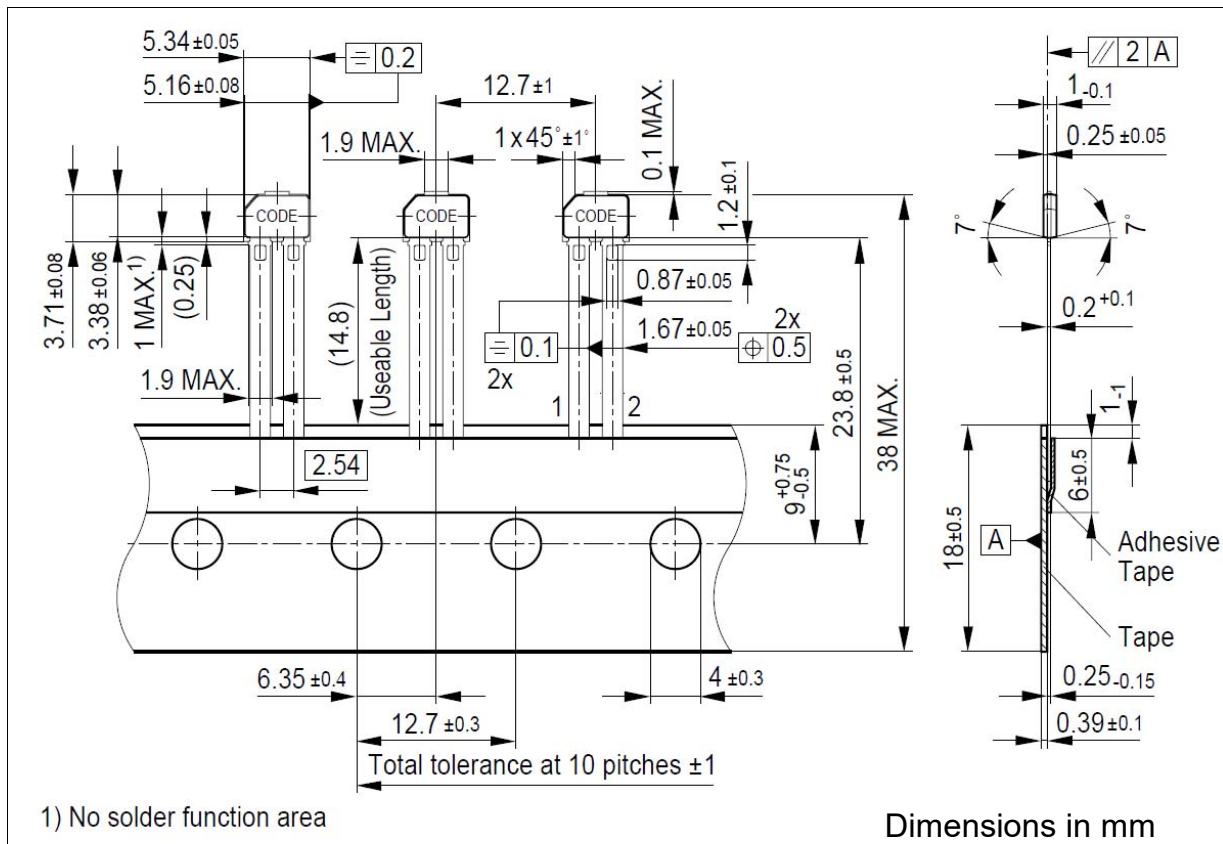 5.34 ±0.05
⌯ 0.2
5.16 ±0.08
12.7 ±1
1.9 MAX.
1 x 45° ±1°
0.1 MAX.
1.2 ±0.1
CODE
CODE
CODE
3.71 ±0.08
3.38 ±0.06
1 MAX.¹⁾
(0.25)
(14.8)
(Useable Length)
0.87 ±0.05
1.67 ±0.05
⌯ 0.1
2x
2x
⌖ 0.5
1.9 MAX.
1
2
2.54
23.8 ±0.5
38 MAX.
9 +0.75 -0.5
6.35 ±0.4
4 ±0.3
12.7 ±0.3
Total tolerance at 10 pitches ±1
// 2 A
1 -0.1
0.25 ±0.05
7°
7°
0.2 +0.1
1 -1
6 ±0.5
18 ±0.5
A
Adhesive
Tape
Tape
0.25 -0.15
0.39 ±0.1
1) No solder function area
Dimensions in mm